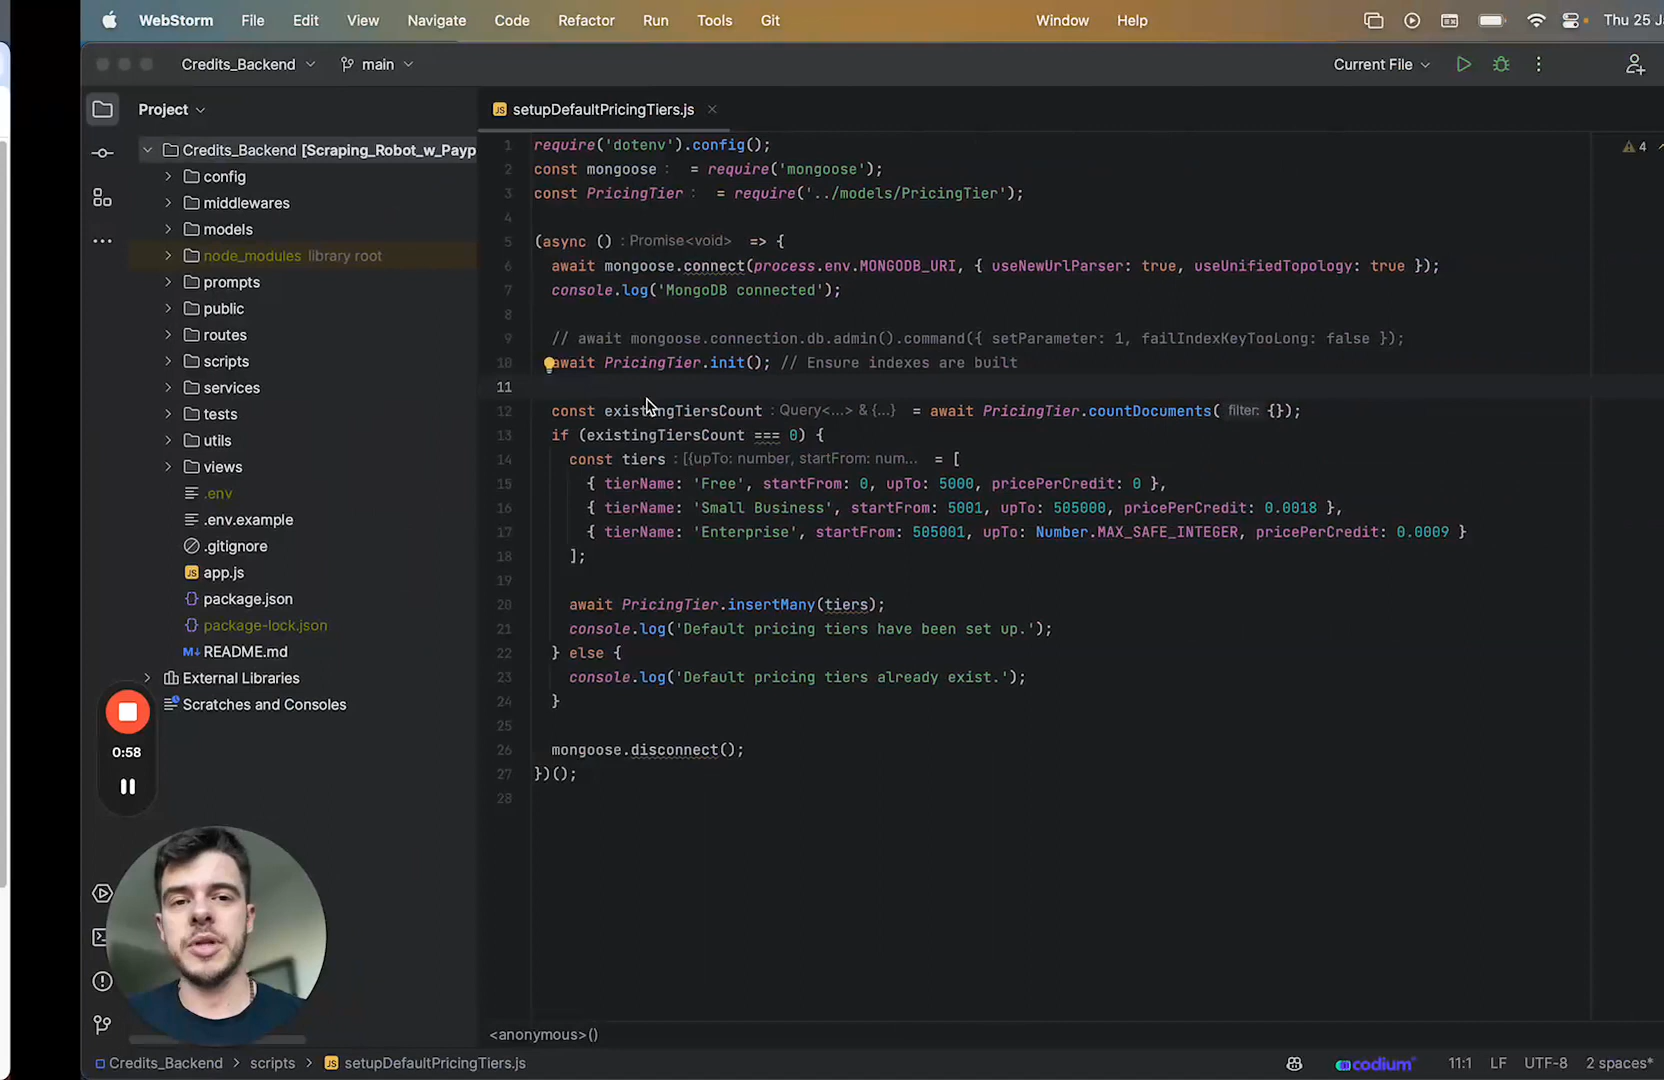 WebStorm File Edit View Navigate Code Refactor Run Tools Git Window Help Thu 25 J
Credits_Backend main Current File
Project
setupDefaultPricingTiers.js
Credits_Backend [Scraping_Robot_w_Payp
config
middlewares
models
node_modules library root
prompts
public
routes
scripts
services
tests
utils
views
.env
.env.example
.gitignore
JS app.js
package.json
package-lock.json
M↓ README.md
External Libraries
Scratches and Consoles
0:58
4
1 require('dotenv').config();
2 const mongoose : = require('mongoose');
3 const PricingTier : = require('../models/PricingTier');
4
5 (async () : Promise<void> => {
6 await mongoose.connect(process.env.MONGODB_URI, { useNewUrlParser: true, useUnifiedTopology: true });
7 console.log('MongoDB connected');
8
9 // await mongoose.connection.db.admin().command({ setParameter: 1, failIndexKeyTooLong: false });
10 await PricingTier.init(); // Ensure indexes are built
11
12 const existingTiersCount : Query<...> & {...} = await PricingTier.countDocuments( filter: {});
13 if (existingTiersCount === 0) {
14 const tiers : [{upTo: number, startFrom: num... = [
15 { tierName: 'Free', startFrom: 0, upTo: 5000, pricePerCredit: 0 },
16 { tierName: 'Small Business', startFrom: 5001, upTo: 505000, pricePerCredit: 0.0018 },
17 { tierName: 'Enterprise', startFrom: 505001, upTo: Number.MAX_SAFE_INTEGER, pricePerCredit: 0.0009 }
18 ];
19
20 await PricingTier.insertMany(tiers);
21 console.log('Default pricing tiers have been set up.');
22 } else {
23 console.log('Default pricing tiers already exist.');
24 }
25
26 mongoose.disconnect();
27 })();
28
<anonymous>()
Credits_Backend > scripts > JS setupDefaultPricingTiers.js codium 11:1 LF UTF-8 2 spaces*